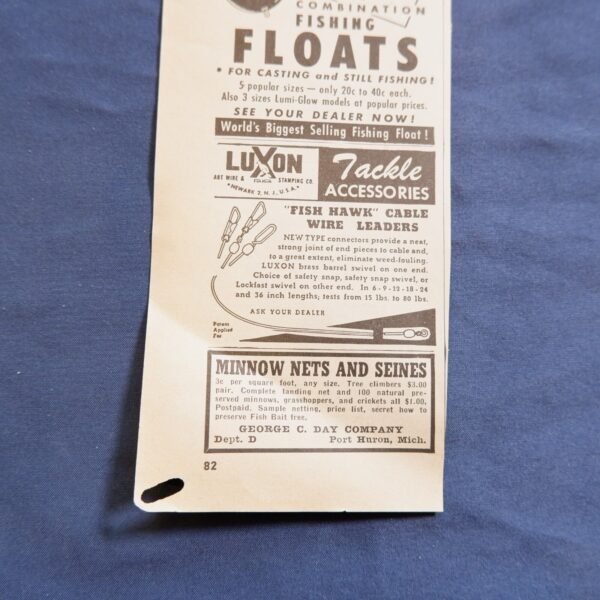 COMBINATION
FISHING
FLOATS
• FOR CASTING and STILL FISHING!
5 popular sizes — only 20c to 40c each.
Also 3 sizes Lumi-Glow models at popular prices.
SEE YOUR DEALER NOW!
World's Biggest Selling Fishing Float!
LUXON
ART WIRE & STAMPING CO.
• NEWARK 2, N. J., U.S.A. •
Tackle
ACCESSORIES
"FISH HAWK" CABLE
WIRE LEADERS
NEW TYPE connectors provide a neat,
strong joint of end pieces to cable and,
to a great extent, eliminate weed-fouling.
LUXON brass barrel swivel on one end.
Choice of safety snap, safety snap swivel, or
Lockfast swivel on other end. In 6-9-12-18-24
and 36 inch lengths; tests from 15 lbs. to 80 lbs.
ASK YOUR DEALER
Patent
Applied
For
MINNOW NETS AND SEINES
3c per square foot, any size. Tree climbers $3.00
pair. Complete landing net and 100 natural pre-
served minnows, grasshoppers, and crickets all $1.00,
Postpaid. Sample netting, price list, secret how to
preserve Fish Bait free.
GEORGE C. DAY COMPANY
Dept. D Port Huron, Mich.
82